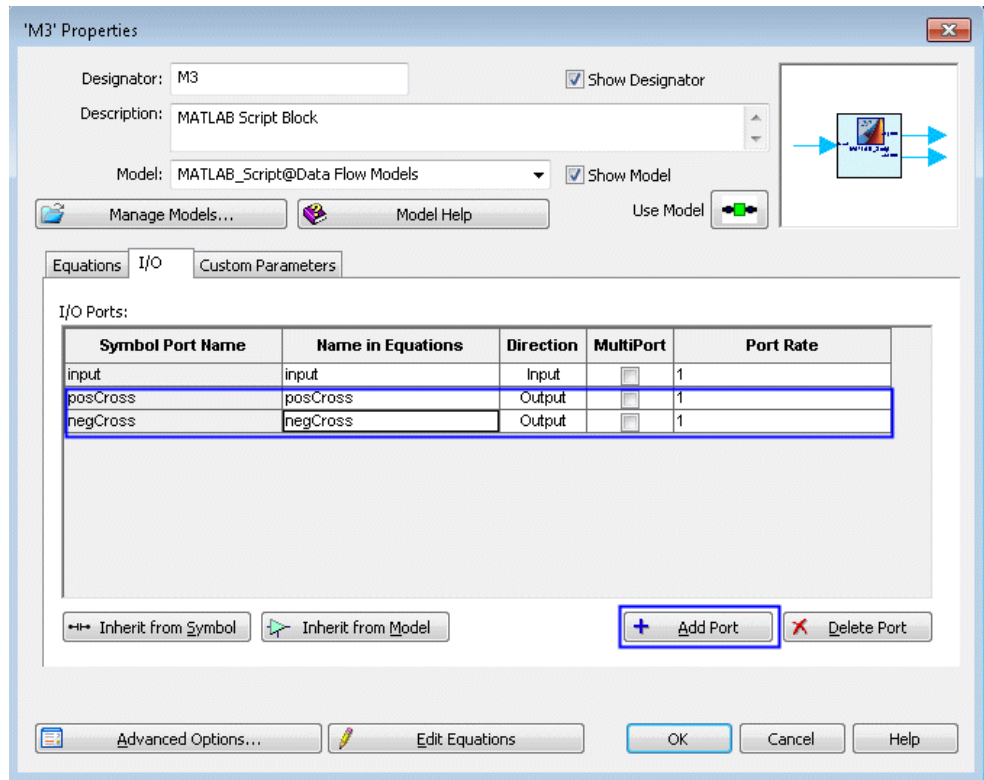 'M3' Properties
Designator: M3
Show Designator
Description: MATLAB Script Block
Model: MATLAB_Script@Data Flow Models
Show Model
Manage Models...
Model Help
Use Model
Equations I/O Custom Parameters
I/O Ports:
Symbol Port Name Name in Equations Direction MultiPort Port Rate
input input Input 1
posCross posCross Output 1
negCross negCross Output 1
Inherit from Symbol Inherit from Model Add Port Delete Port
Advanced Options... Edit Equations OK Cancel Help